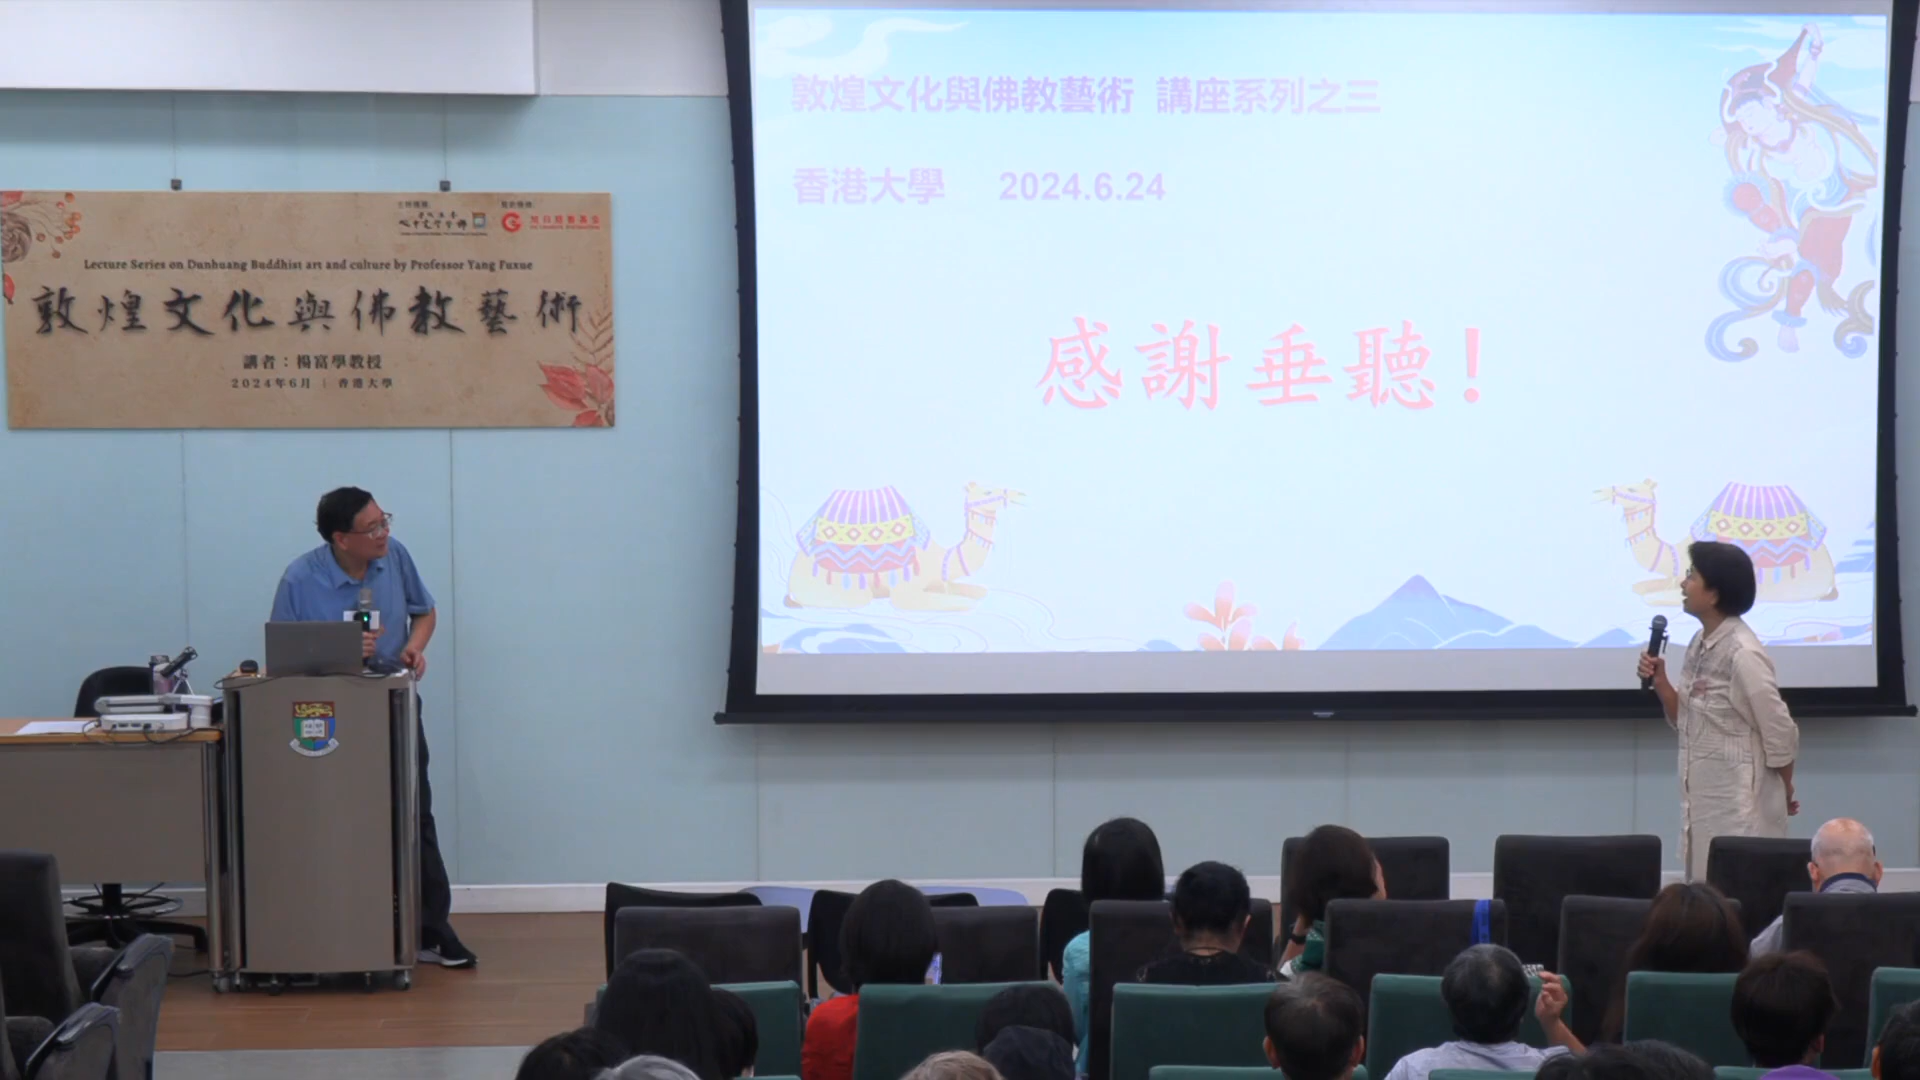 Lecture Series on Dunhuang Buddhist art and culture by Professor Yang Fuxue
敦煌文化與佛教藝術
講者：楊富學教授
2024年6月 | 香港大學
敦煌文化與佛教藝術 講座系列之三
香港大學 2024.6.24
感謝垂聽！